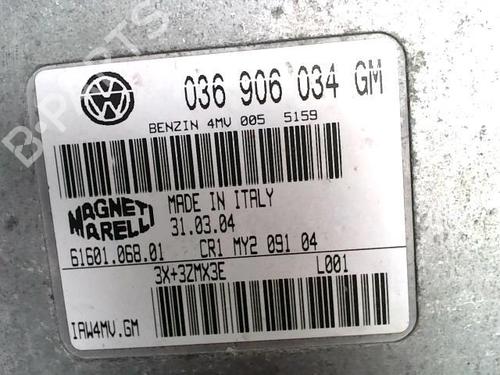 B-PARTS
036 906 034 GM
BENZIN 4MV 005 5159
MAGNETI MARELLI
MADE IN ITALY
31.03.04
61601.068.01 CR1 MY2 091 04
3X+3ZMX3E L001
IAW4MV.GM